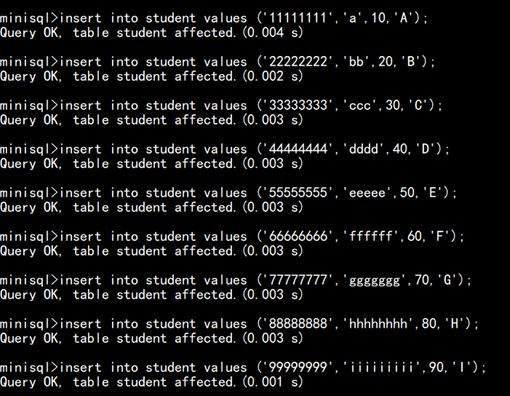 minisql>insert into student values ('11111111','a',10,'A');
Query OK, table student affected.(0.004 s)
minisql>insert into student values ('22222222','bb',20,'B');
Query OK, table student affected.(0.002 s)
minisql>insert into student values ('33333333','ccc',30,'C');
Query OK, table student affected.(0.003 s)
minisql>insert into student values ('44444444','dddd',40,'D');
Query OK, table student affected.(0.003 s)
minisql>insert into student values ('55555555','eeeee',50,'E');
Query OK, table student affected.(0.003 s)
minisql>insert into student values ('66666666','ffffff',60,'F');
Query OK, table student affected.(0.003 s)
minisql>insert into student values ('77777777','ggggggg',70,'G');
Query OK, table student affected.(0.003 s)
minisql>insert into student values ('88888888','hhhhhhhh',80,'H');
Query OK, table student affected.(0.003 s)
minisql>insert into student values ('99999999','iiiiiiiii',90,'I');
Query OK, table student affected.(0.001 s)